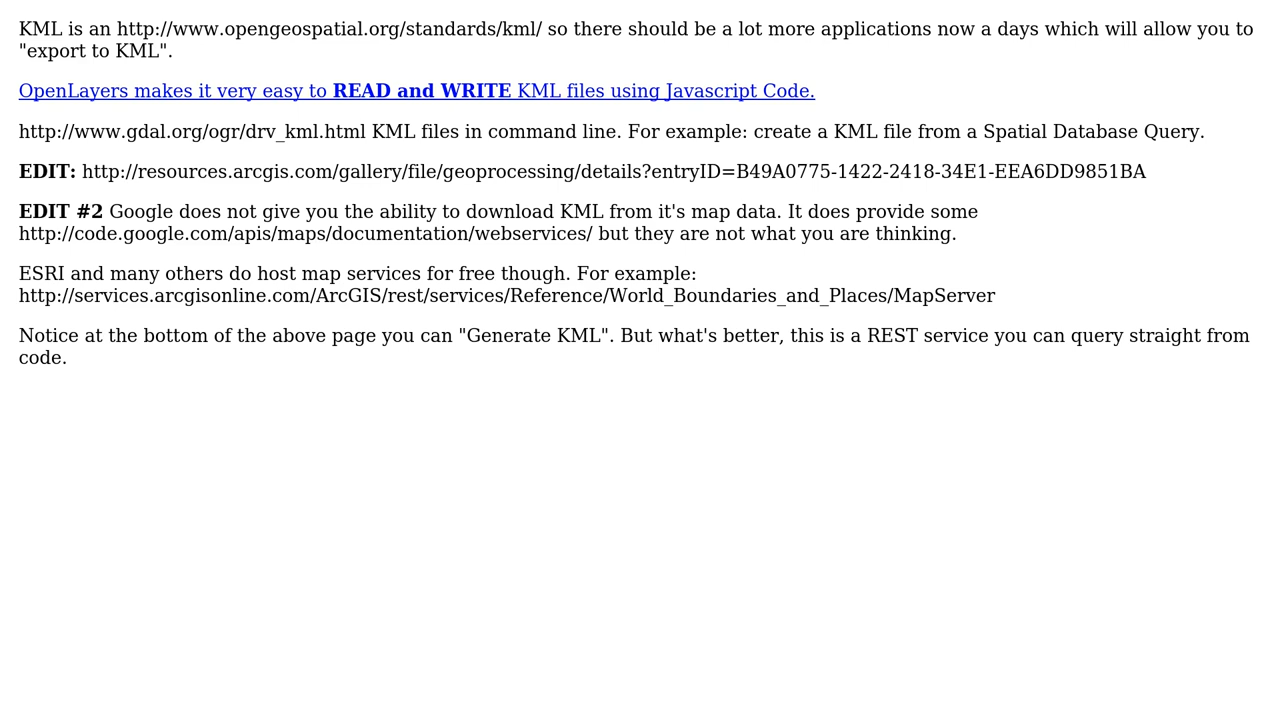 KML is an http://www.opengeospatial.org/standards/kml/ so there should be a lot more applications now a days which will allow you to
"export to KML".
OpenLayers makes it very easy to READ and WRITE KML files using Javascript Code.
http://www.gdal.org/ogr/drv_kml.html KML files in command line. For example: create a KML file from a Spatial Database Query.
EDIT: http://resources.arcgis.com/gallery/file/geoprocessing/details?entryID=B49A0775-1422-2418-34E1-EEA6DD9851BA
EDIT #2 Google does not give you the ability to download KML from it's map data. It does provide some
http://code.google.com/apis/maps/documentation/webservices/ but they are not what you are thinking.
ESRI and many others do host map services for free though. For example:
http://services.arcgisonline.com/ArcGIS/rest/services/Reference/World_Boundaries_and_Places/MapServer
Notice at the bottom of the above page you can "Generate KML". But what's better, this is a REST service you can query straight from
code.